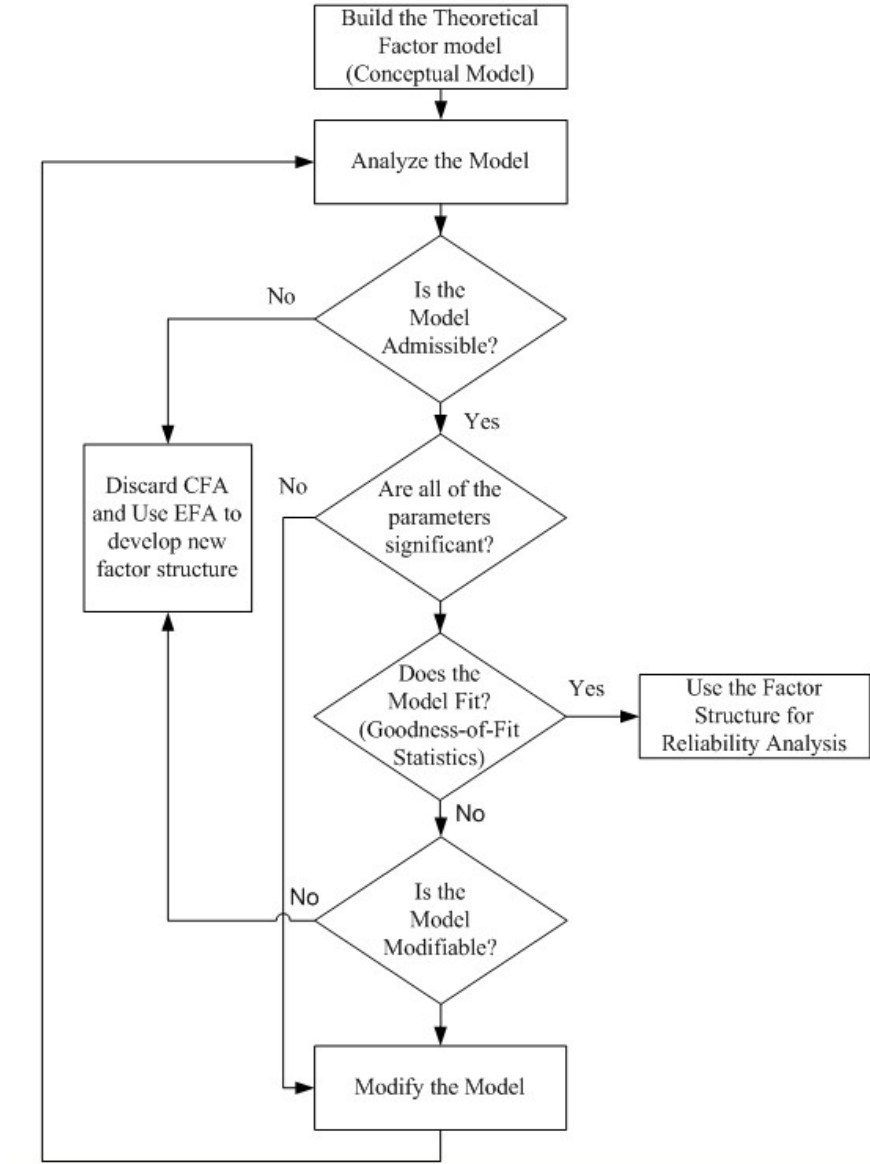 Build the Theoretical
Factor model
(Conceptual Model)
Analyze the Model
No
Is the
Model
Admissible?
Yes
Discard CFA
and Use EFA to
develop new
factor structure
No
Are all of the
parameters
significant?
Does the
Model Fit?
(Goodness-of-Fit
Statistics)
Yes
Use the Factor
Structure for
Reliability Analysis
No
No
Is the
Model
Modifiable?
Modify the Model